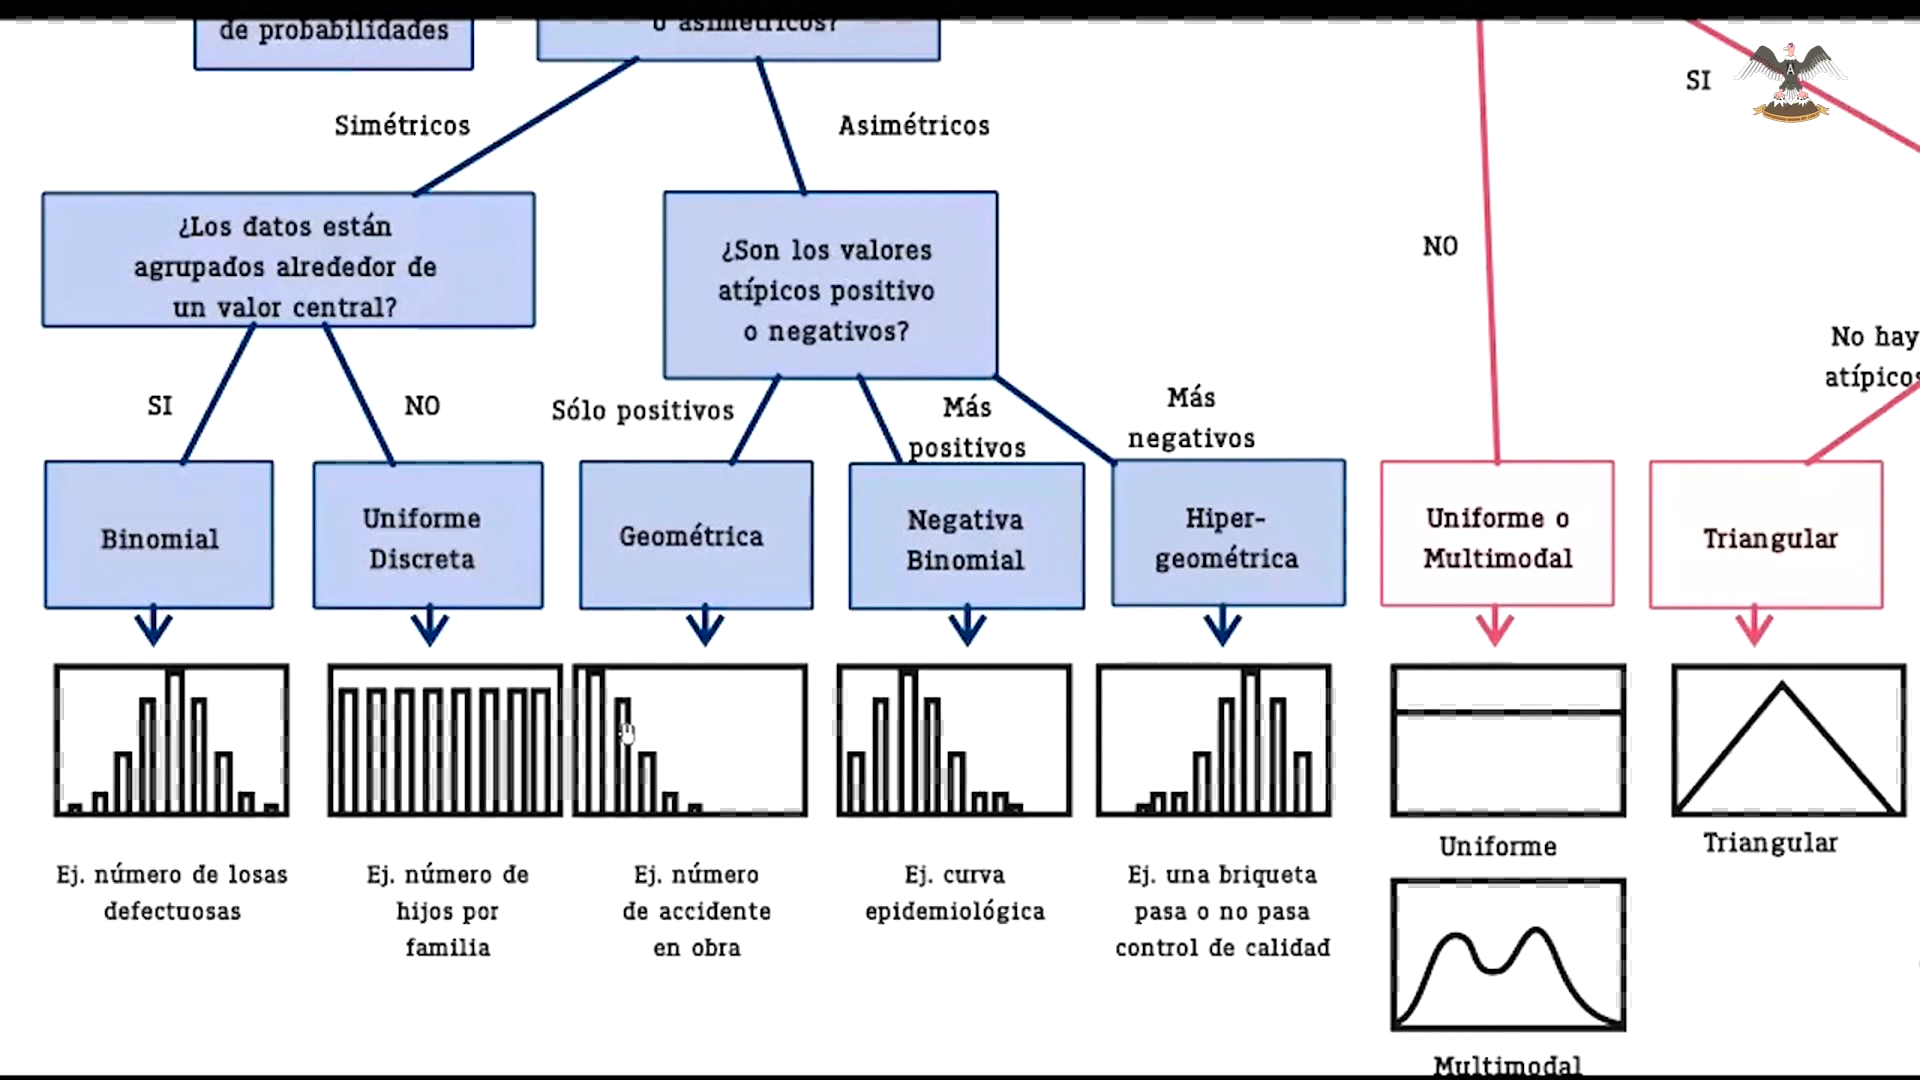 de probabilidades
o asimétricos?
Simétricos
Asimétricos
SI
¿Los datos están
agrupados alrededor de
un valor central?
¿Son los valores
atípicos positivo
o negativos?
NO
SI
NO
Sólo positivos
Más
positivos
Más
negativos
No hay
atípicos
Binomial
Uniforme
Discreta
Geométrica
Negativa
Binomial
Hiper-
geométrica
Uniforme o
Multimodal
Triangular
Uniforme
Triangular
Ej. número de losas
defectuosas
Ej. número de
hijos por
familia
Ej. número
de accidente
en obra
Ej. curva
epidemiológica
Ej. una briqueta
pasa o no pasa
control de calidad
Multimodal